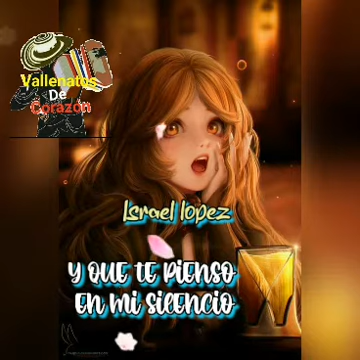 Vallenatos
De
Corazón
Israel lopez
Y QUE TE PIENSO
EN MI SILENCIO